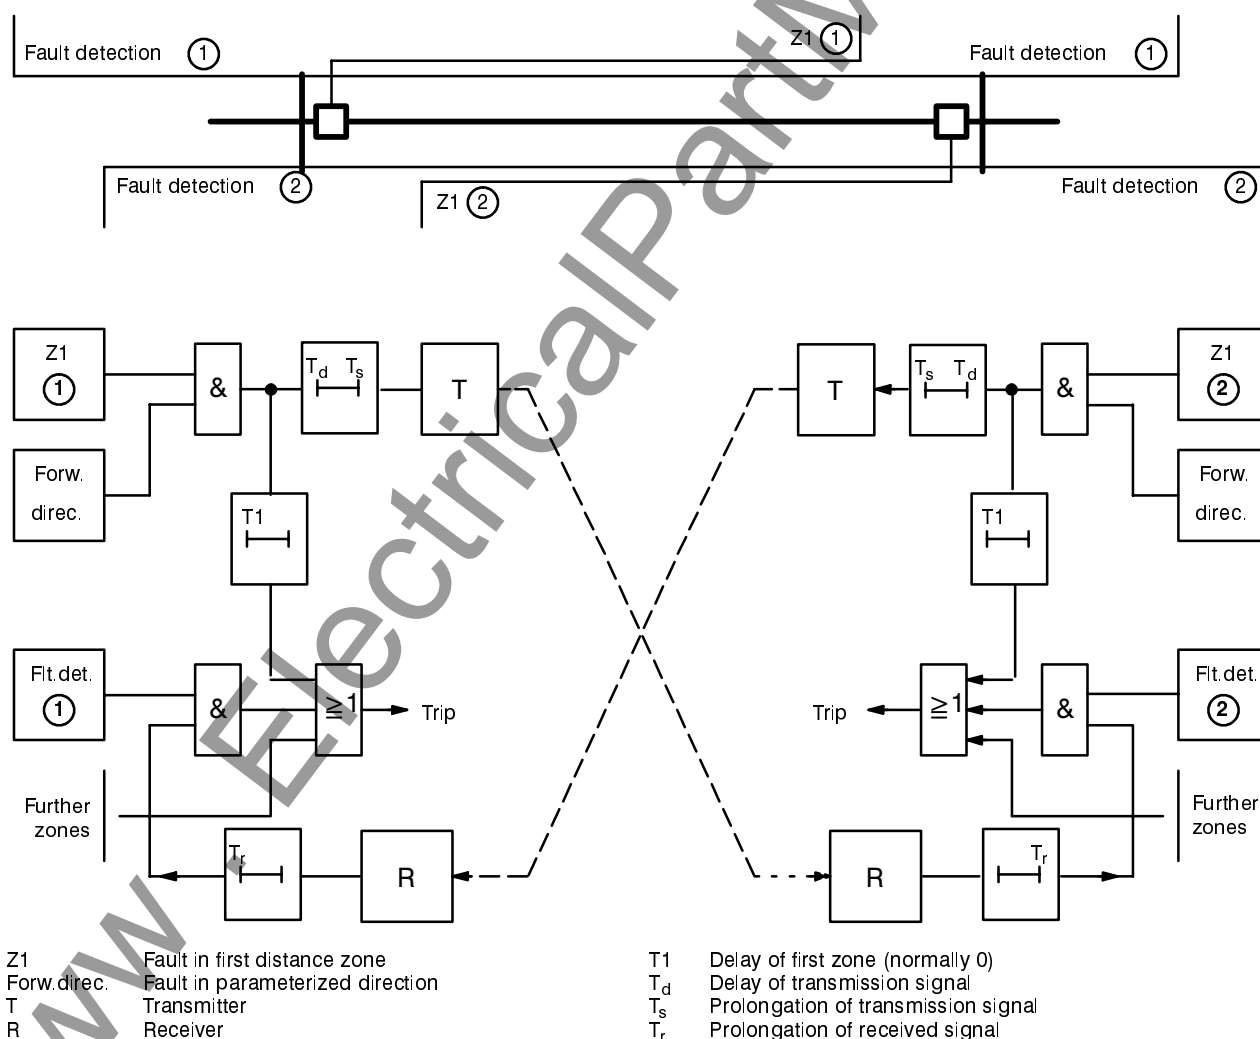 Fault detection 1
Z1 1
Fault detection 1
Fault detection 2
Z1 2
Fault detection 2
Z1
1
Forw.
direc.
&
Td Ts
T
T
Ts Td
&
Z1
2
Forw.
direc.
T1
T1
Flt.det.
1
&
≧1
Trip
Trip
≧1
&
Flt.det.
2
Further
zones
Further
zones
Tr
R
R
Tr
Z1 Fault in first distance zone
Forw.direc. Fault in parameterized direction
T Transmitter
R Receiver
T1 Delay of first zone (normally 0)
Td Delay of transmission signal
Ts Prolongation of transmission signal
Tr Prolongation of received signal
ww.ElectricalPartM